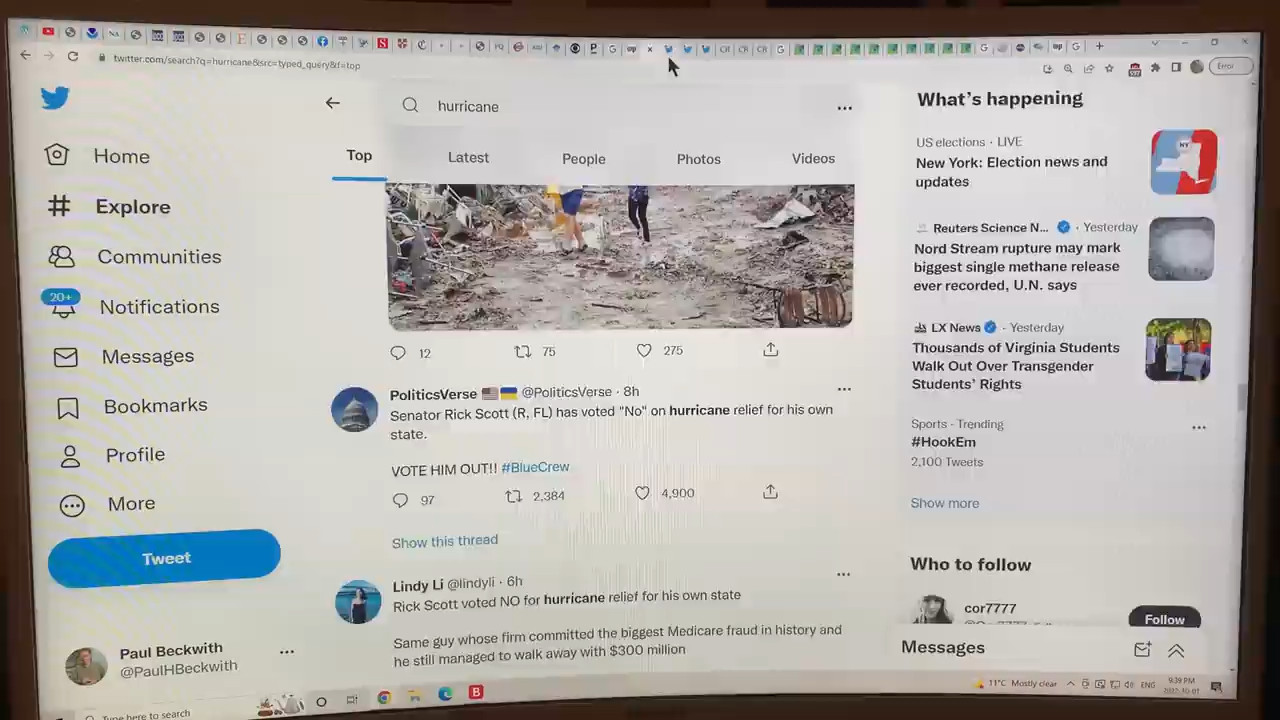 twitter.com/search?q=hurricane&src=typed_query&f=top
Error
hurricane
Top
Latest
People
Photos
Videos
Home
Explore
Communities
20+
Notifications
Messages
Bookmarks
Profile
More
Tweet
Paul Beckwith
@PaulHBeckwith
12
75
275
PoliticsVerse @PoliticsVerse · 8h
Senator Rick Scott (R, FL) has voted "No" on hurricane relief for his own
state.
VOTE HIM OUT!! #BlueCrew
97
2,384
4,900
Show this thread
Lindy Li @lindyli · 6h
Rick Scott voted NO for hurricane relief for his own state
Same guy whose firm committed the biggest Medicare fraud in history and
he still managed to walk away with $300 million
What's happening
US elections · LIVE
New York: Election news and
updates
NY
Reuters Science N... · Yesterday
Nord Stream rupture may mark
biggest single methane release
ever recorded, U.N. says
LX News · Yesterday
Thousands of Virginia Students
Walk Out Over Transgender
Students' Rights
Sports · Trending
#HookEm
2,100 Tweets
Show more
Who to follow
cor7777
Follow
Messages
Type here to search
11°C Mostly clear
ENG
9:39 PM
2022-10-01